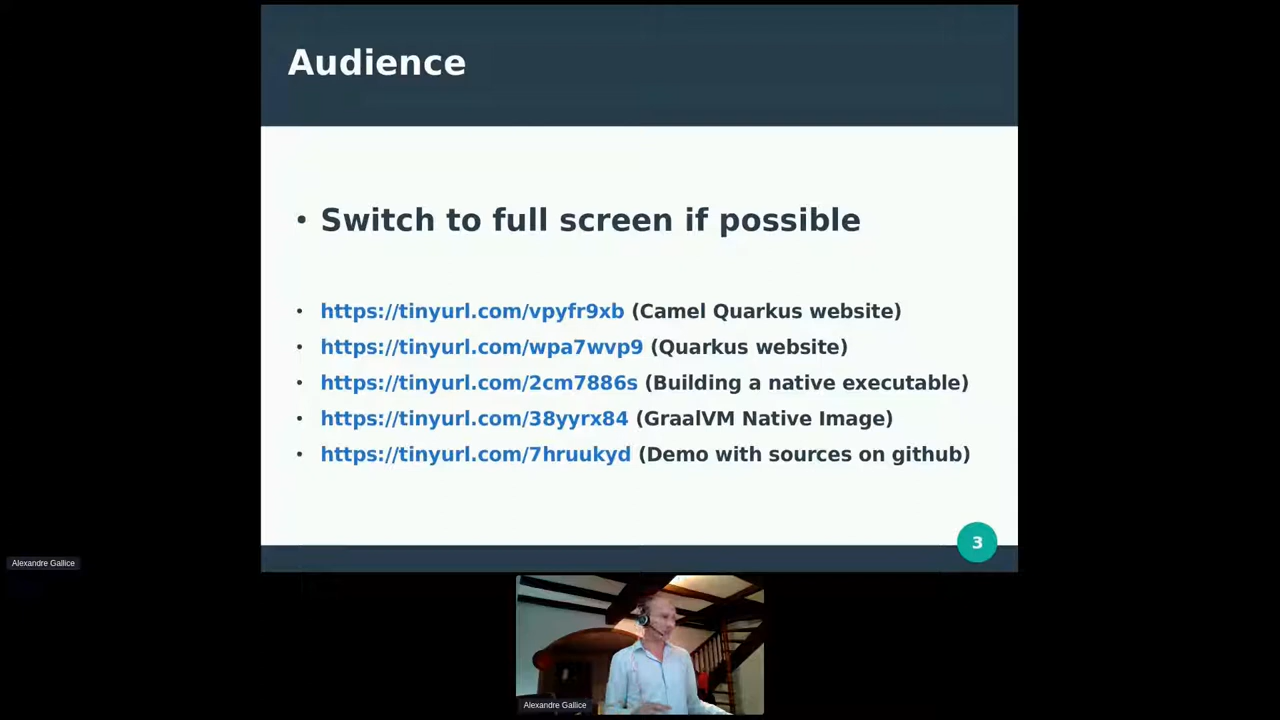 Audience
• Switch to full screen if possible
• https://tinyurl.com/vpyfr9xb (Camel Quarkus website)
• https://tinyurl.com/wpa7wvp9 (Quarkus website)
• https://tinyurl.com/2cm7886s (Building a native executable)
• https://tinyurl.com/38yyrx84 (GraalVM Native Image)
• https://tinyurl.com/7hruukyd (Demo with sources on github)
3
Alexandre Gallice
Alexandre Gallice